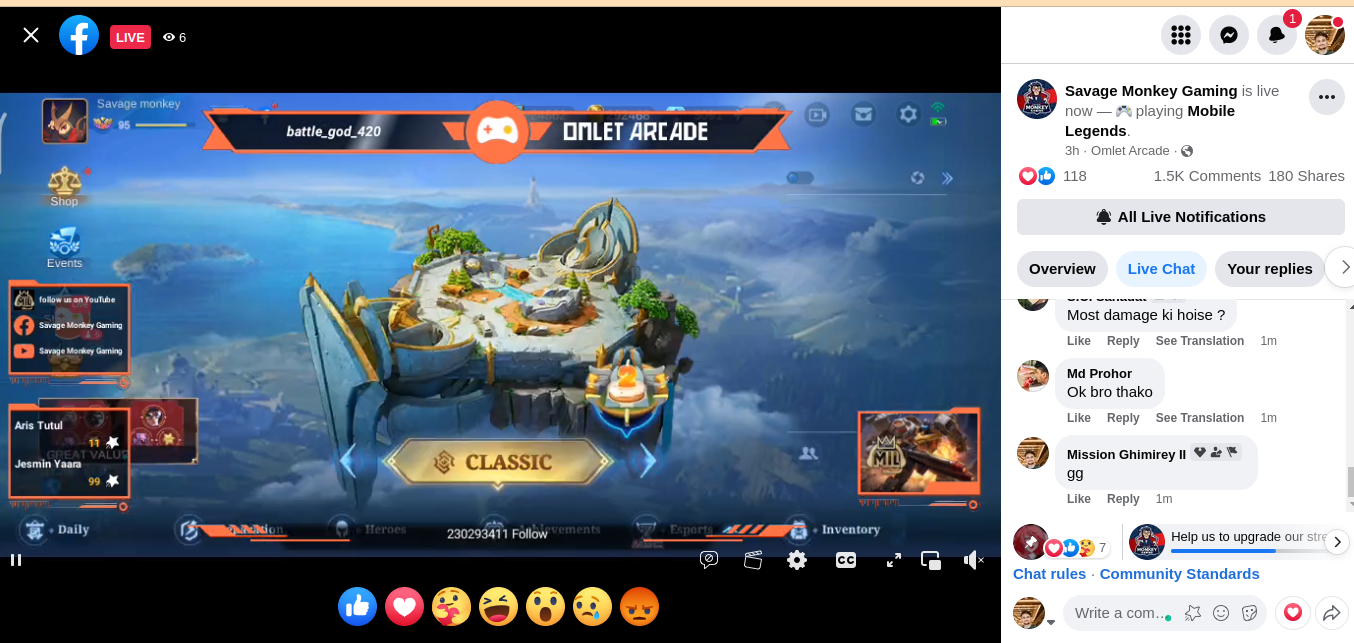 LIVE
6
Savage monkey
95
battle_god_420
OMLET ARCADE
Shop
Events
follow us on YouTube
Savage Monkey Gaming
Savage Monkey Gaming
Aris Tutul
11
GREAT VALUE
Jesmin Yaara
99
CLASSIC
Daily
Heroes
Achievements
Esports
Inventory
230293411 Follow
CC
1
Savage Monkey Gaming is live
now — 🎮 playing Mobile
Legends.
3h · Omlet Arcade ·
118
1.5K Comments 180 Shares
All Live Notifications
Overview
Live Chat
Your replies
Most damage ki hoise ?
Like Reply See Translation 1m
Md Prohor
Ok bro thako
Like Reply See Translation 1m
Mission Ghimirey II
gg
Like Reply 1m
7
Help us to upgrade our stre
Chat rules · Community Standards
Write a com...